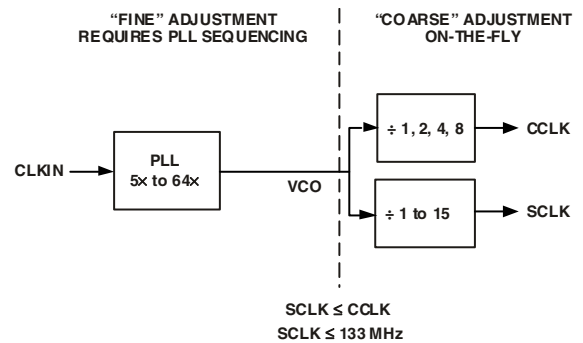 “FINE” ADJUSTMENT
REQUIRES PLL SEQUENCING
“COARSE” ADJUSTMENT
ON-THE-FLY
CLKIN
PLL
5× to 64×
VCO
÷ 1, 2, 4, 8
CCLK
÷ 1 to 15
SCLK
SCLK ≤ CCLK
SCLK ≤ 133 MHz